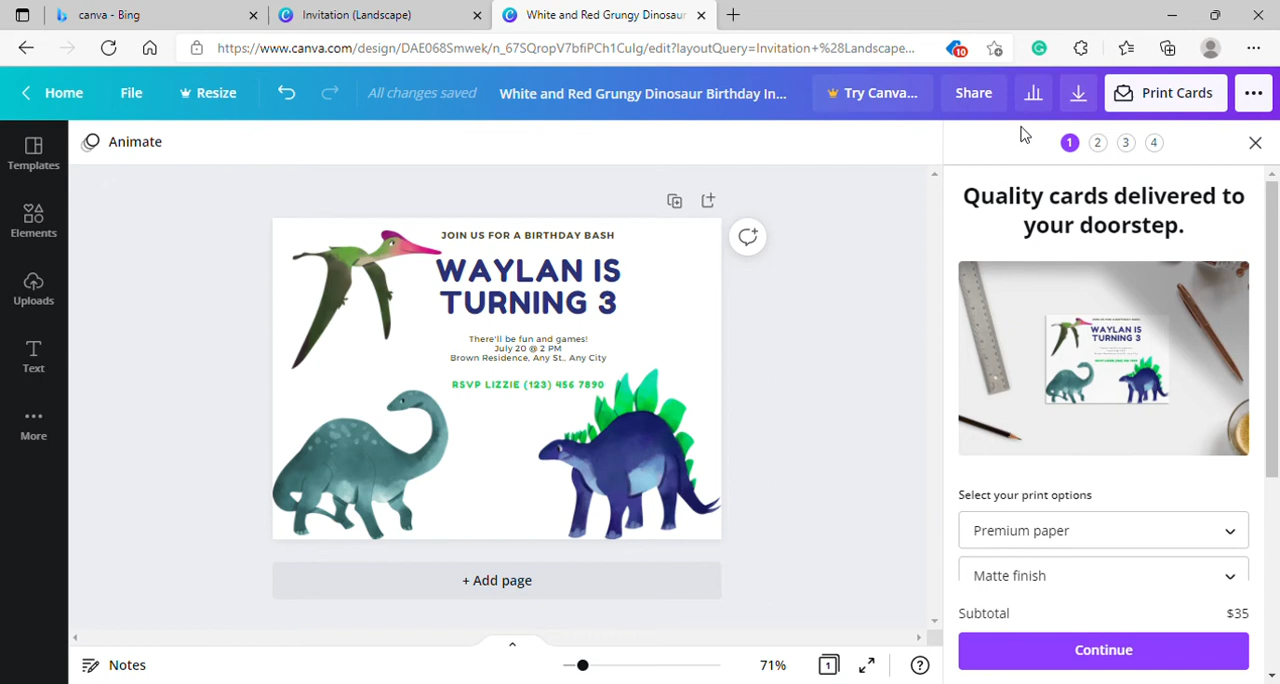 canva - Bing
Invitation (Landscape)
White and Red Grungy Dinosaur
https://www.canva.com/design/DAE068Smwek/n_67SQropV7bfiPCh1CuIg/edit?layoutQuery=Invitation+%28Landscape...
10
Home
File
Resize
All changes saved
White and Red Grungy Dinosaur Birthday In...
Try Canva...
Share
Print Cards
Templates
Elements
Uploads
Text
More
Animate
JOIN US FOR A BIRTHDAY BASH
WAYLAN IS
TURNING 3
There'll be fun and games!
July 20 @ 2 PM
Brown Residence, Any St., Any City
RSVP LIZZIE (123) 456 7890
+ Add page
Notes
71%
1
?
1 2 3 4
Quality cards delivered to
your doorstep.
WAYLAN IS
TURNING 3
Select your print options
Premium paper
Matte finish
Subtotal $35
Continue